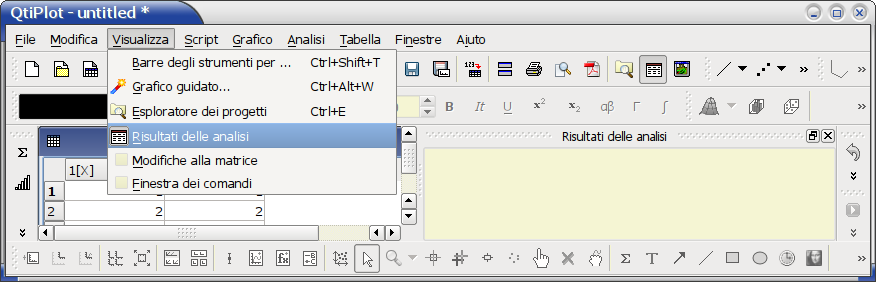 QtiPlot - untitled *
File Modifica Visualizza Script Grafico Analisi Tabella Finestre Aiuto
Barre degli strumenti per ... Ctrl+Shift+T
Grafico guidato... Ctrl+Alt+W
Esploratore dei progetti Ctrl+E
Risultati delle analisi
Modifiche alla matrice
Finestra dei comandi
B It U x² x₂ αβ Γ ∫
Risultati delle analisi
Σ
1[X]
1
2 2 2
Σ T